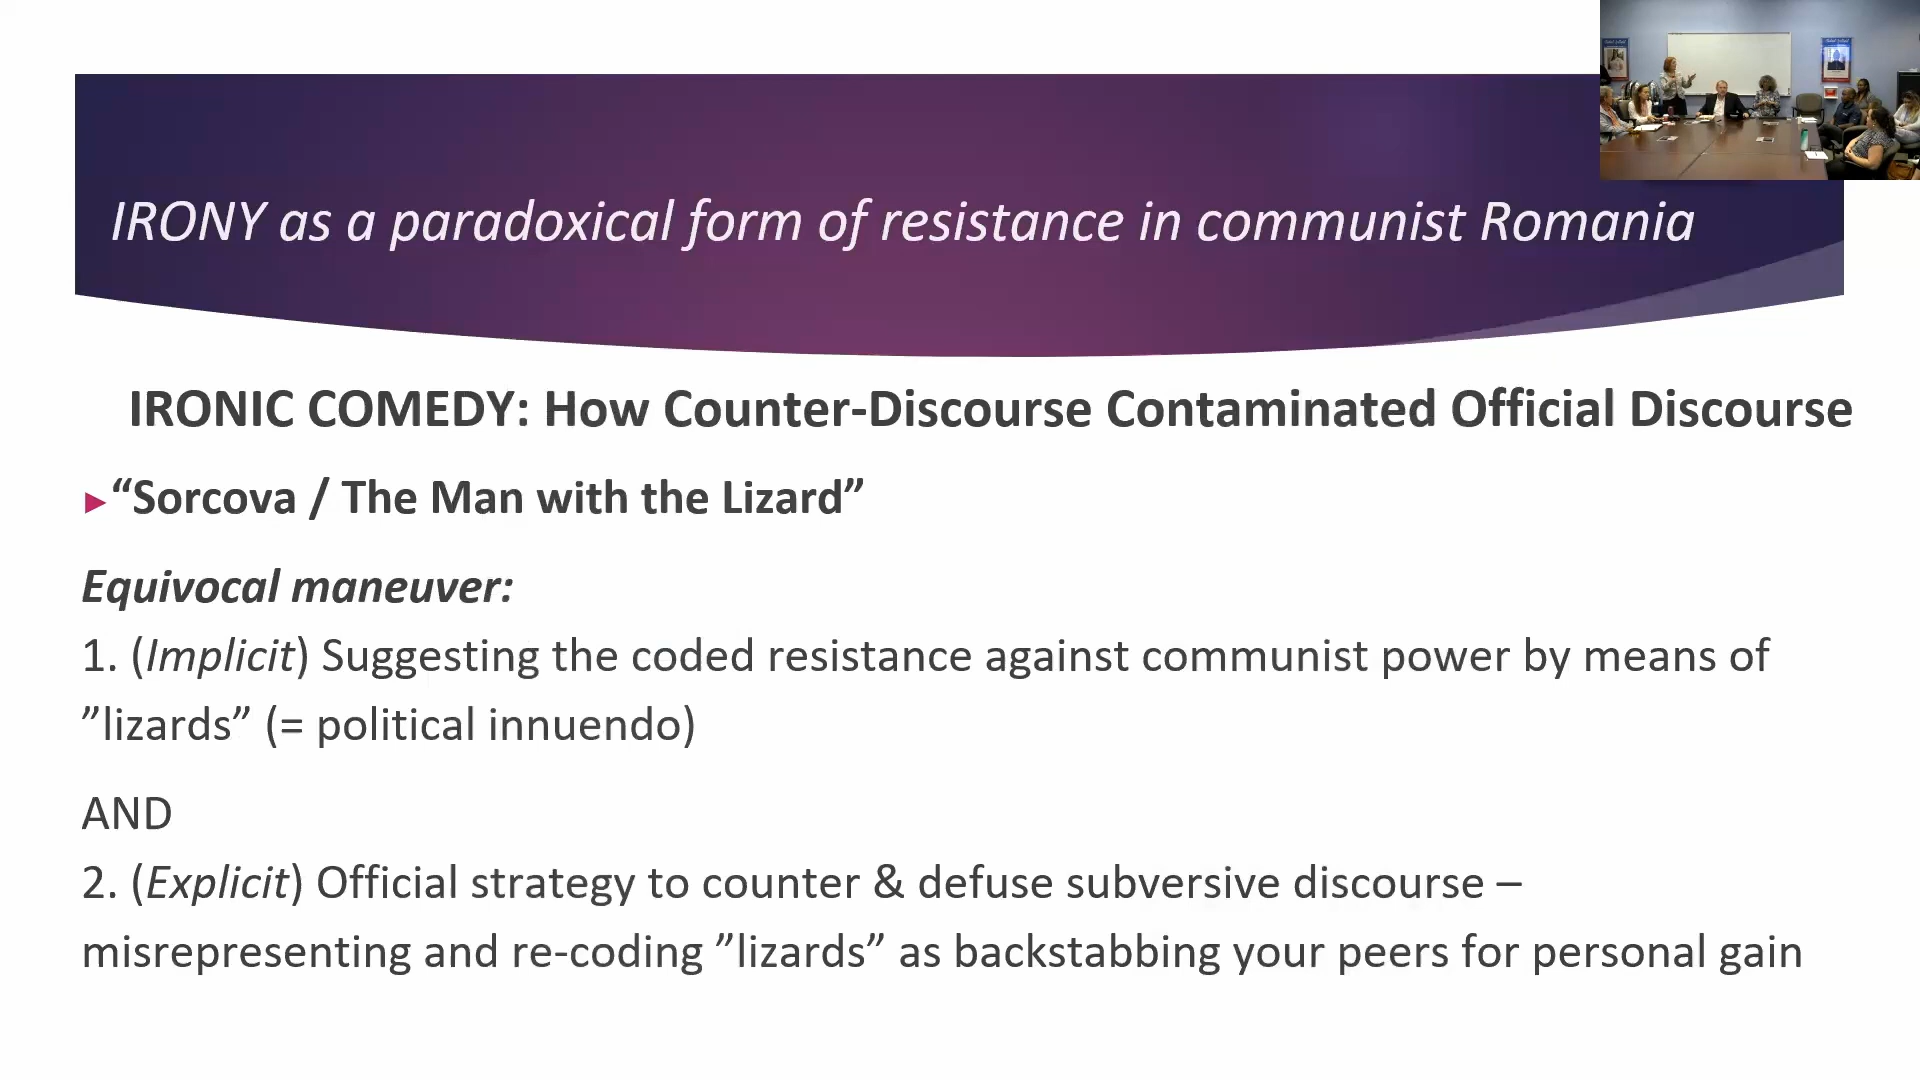 IRONY as a paradoxical form of resistance in communist Romania
IRONIC COMEDY: How Counter-Discourse Contaminated Official Discourse
▶“Sorcova / The Man with the Lizard”
Equivocal maneuver:
1. (Implicit) Suggesting the coded resistance against communist power by means of
”lizards” (= political innuendo)
AND
2. (Explicit) Official strategy to counter & defuse subversive discourse –
misrepresenting and re-coding ”lizards” as backstabbing your peers for personal gain